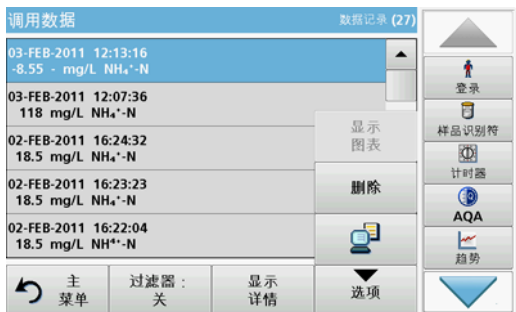 调用数据 数据记录 (27)
03-FEB-2011 12:13:16
-8.55 - mg/L NH₄⁺-N
03-FEB-2011 12:07:36
118 mg/L NH₄⁺-N
02-FEB-2011 16:24:32
18.5 mg/L NH₄⁺-N
02-FEB-2011 16:23:23
18.5 mg/L NH₄⁺-N
02-FEB-2011 16:22:04
18.5 mg/L NH⁴⁺-N
显示
图表
删除
主
菜单
过滤器：
关
显示
详情
选项
登录
样品识别符
计时器
AQA
趋势